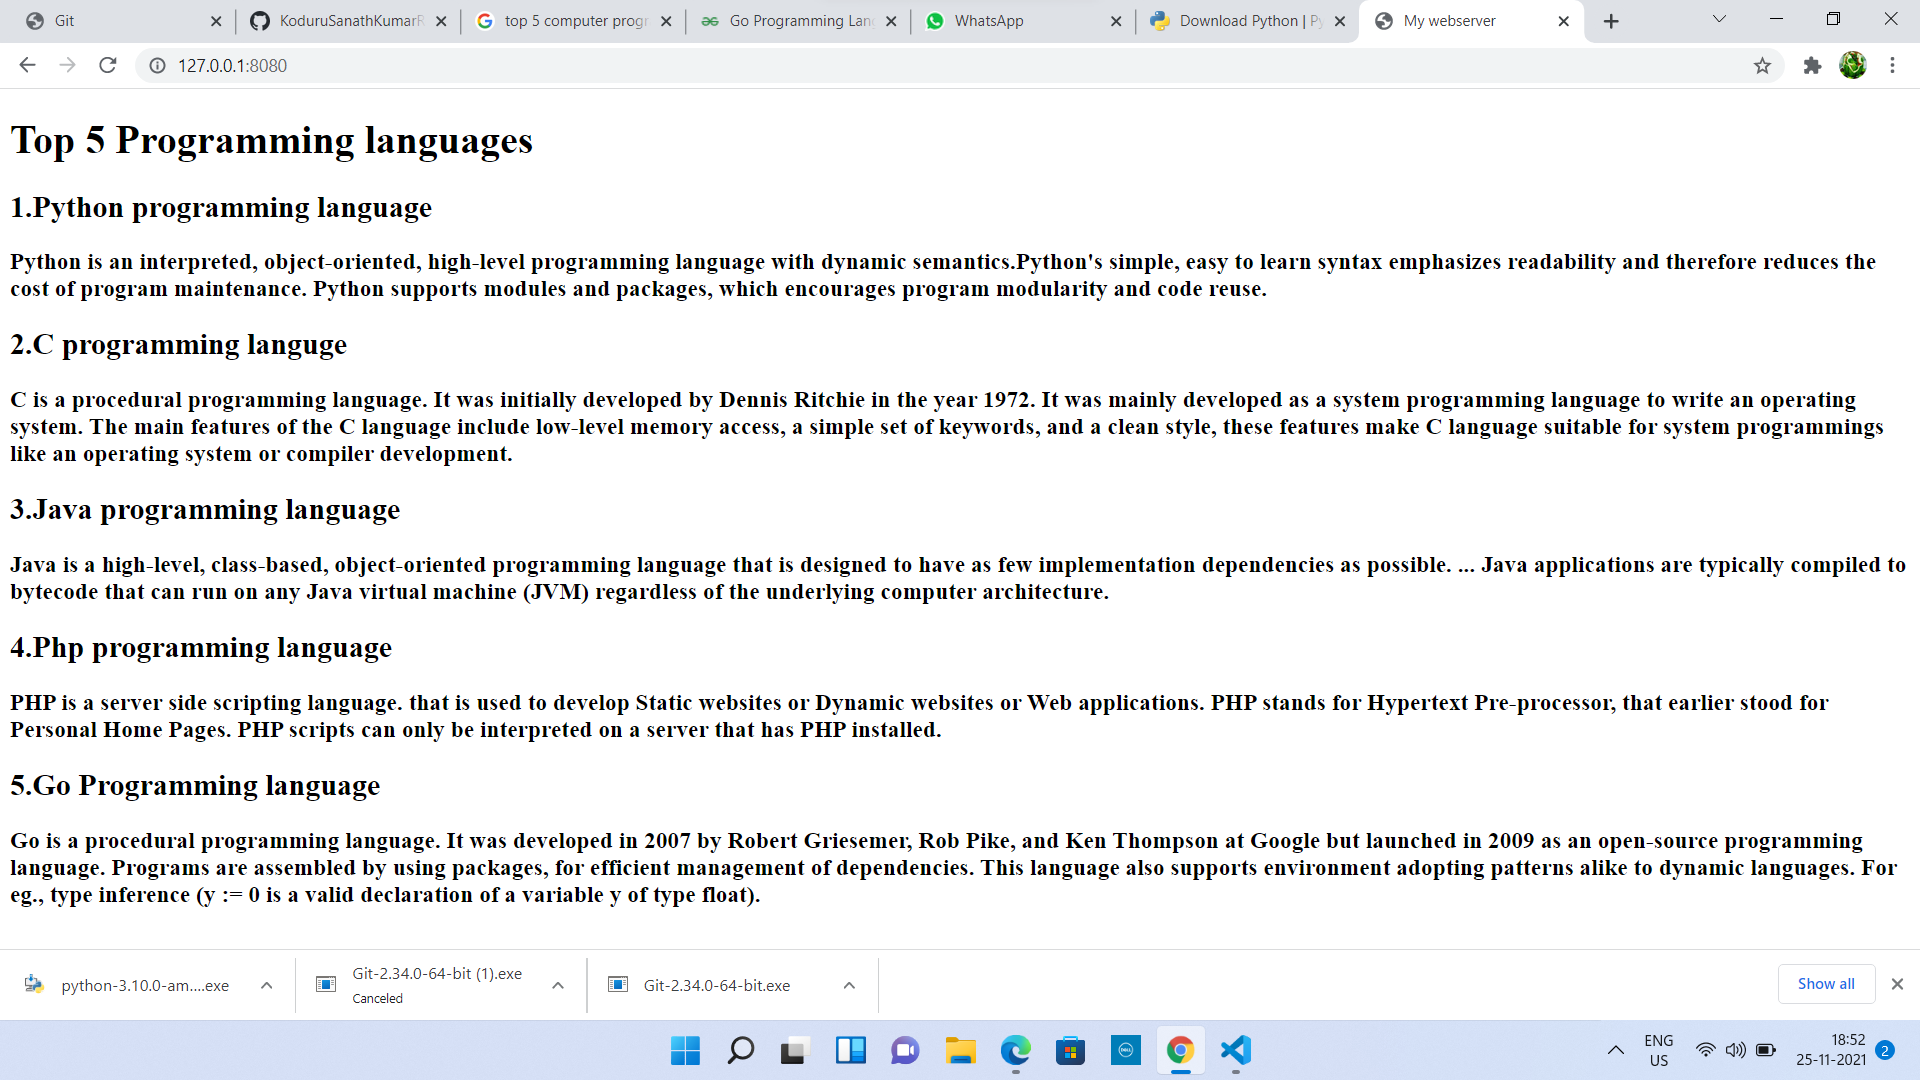 Git
KoduruSanathKumarR
top 5 computer progr
Go Programming Lan
WhatsApp
Download Python | Py
My webserver
127.0.0.1:8080
Top 5 Programming languages
1.Python programming language
Python is an interpreted, object-oriented, high-level programming language with dynamic semantics.Python's simple, easy to learn syntax emphasizes readability and therefore reduces the
cost of program maintenance. Python supports modules and packages, which encourages program modularity and code reuse.
2.C programming languge
C is a procedural programming language. It was initially developed by Dennis Ritchie in the year 1972. It was mainly developed as a system programming language to write an operating
system. The main features of the C language include low-level memory access, a simple set of keywords, and a clean style, these features make C language suitable for system programmings
like an operating system or compiler development.
3.Java programming language
Java is a high-level, class-based, object-oriented programming language that is designed to have as few implementation dependencies as possible. ... Java applications are typically compiled to
bytecode that can run on any Java virtual machine (JVM) regardless of the underlying computer architecture.
4.Php programming language
PHP is a server side scripting language. that is used to develop Static websites or Dynamic websites or Web applications. PHP stands for Hypertext Pre-processor, that earlier stood for
Personal Home Pages. PHP scripts can only be interpreted on a server that has PHP installed.
5.Go Programming language
Go is a procedural programming language. It was developed in 2007 by Robert Griesemer, Rob Pike, and Ken Thompson at Google but launched in 2009 as an open-source programming
language. Programs are assembled by using packages, for efficient management of dependencies. This language also supports environment adopting patterns alike to dynamic languages. For
eg., type inference (y := 0 is a valid declaration of a variable y of type float).
python-3.10.0-am....exe
Git-2.34.0-64-bit (1).exe
Canceled
Git-2.34.0-64-bit.exe
Show all
DELL
ENG
US
18:52
25-11-2021
2